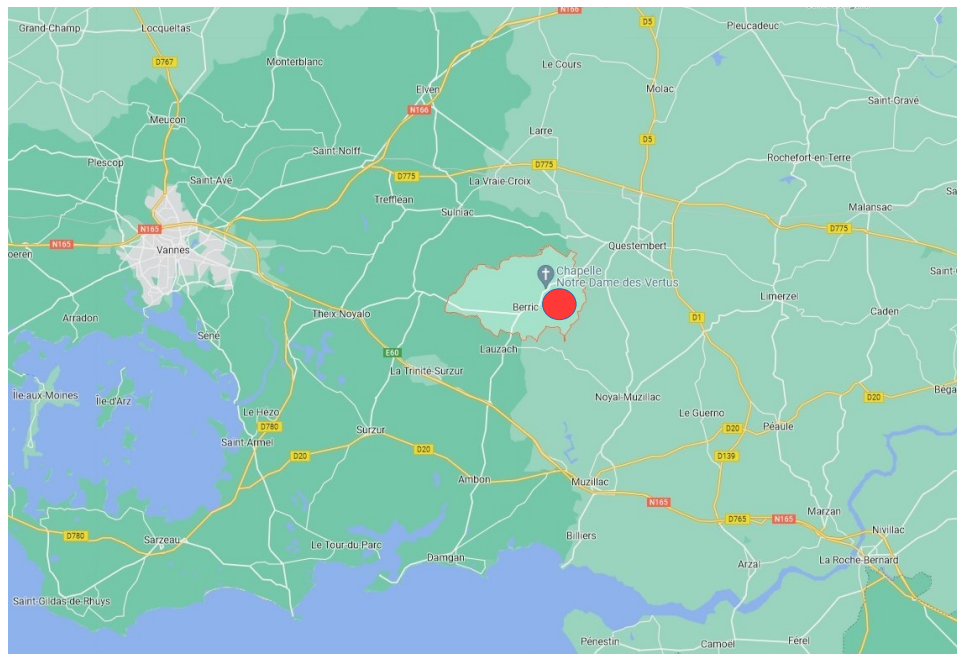 N166
D5
Pleucadeuc
Grand-Champ
Locqueltas
D767
Monterblanc
Le Cours
Elven
Molac
N166
Saint-Gravé
Meucon
Larré
D5
Saint-Nolff
Rochefort-en-Terre
Plescop
D775
D775
Saint-Avé
La Vraie-Croix
Treffléan
Sulniac
Malansac
N165
D775
N165
Vannes
Questembert
Chapelle
Notre Dame des Vertus
Limerzel
Berric
Caden
Arradon
Theix-Noyalo
D1
Séné
Lauzach
E60
La Trinité-Surzur
Île-aux-Moines
Île-d'Arz
Noyal-Muzillac
D20
Le Hézo
Le Guerno
D780
Surzur
D20
Péaule
Saint Armel
D20
D20
D139
Ambon
Muzillac
N165
Marzan
D765
N165
D780
Sarzeau
Billiers
Nivillac
Le Tour-du-Parc
Damgan
Arzal
La Roche-Bernard
Saint-Gildas-de-Rhuys
Pénestin
Camoël
Férel